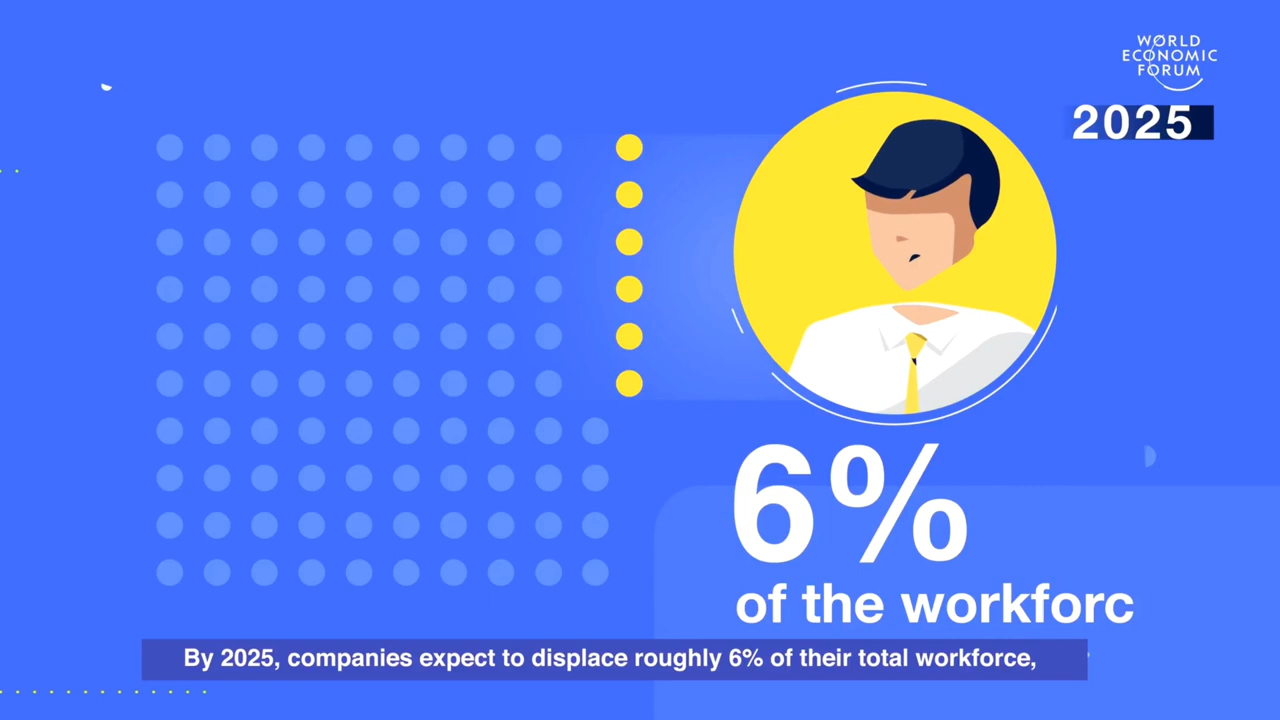 WORLD
ECONOMIC
FORUM
2025
6%
of the workforc
By 2025, companies expect to displace roughly 6% of their total workforce,